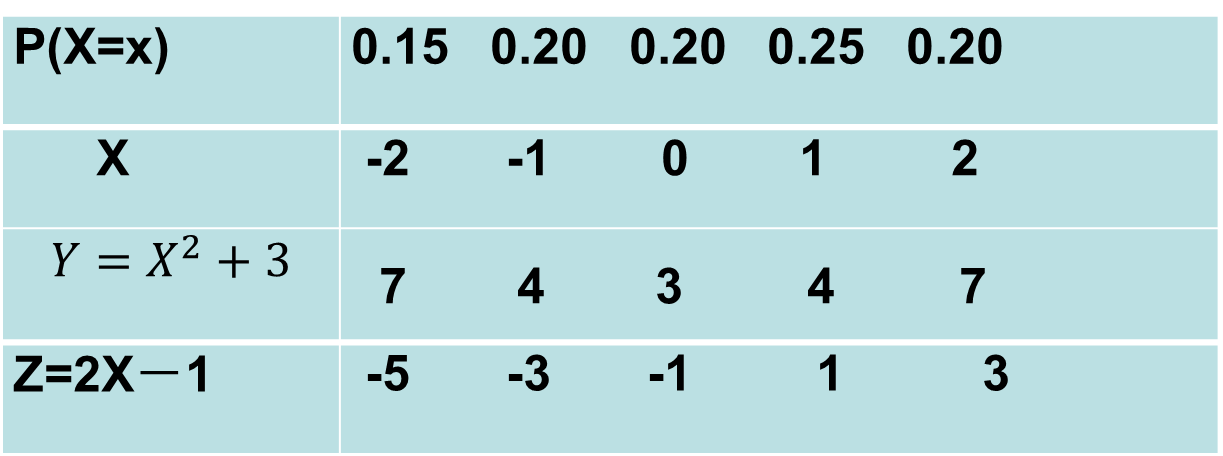 P(X=x) 0.15 0.20 0.20 0.25 0.20
X -2 -1 0 1 2
Y = X² + 3 7 4 3 4 7
Z=2X－1 -5 -3 -1 1 3